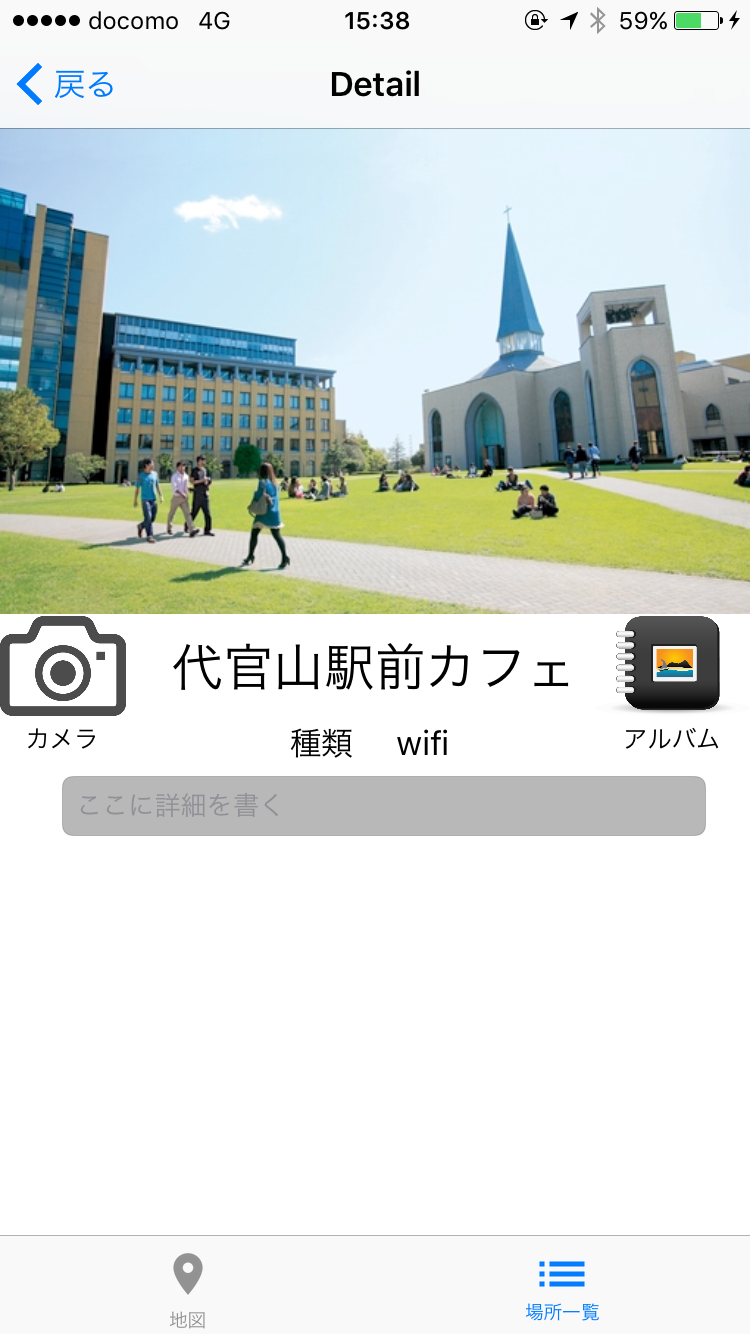 docomo 4G 15:38 59%
戻る Detail
代官山駅前カフェ
カメラ 種類 wifi アルバム
ここに詳細を書く
地図 場所一覧